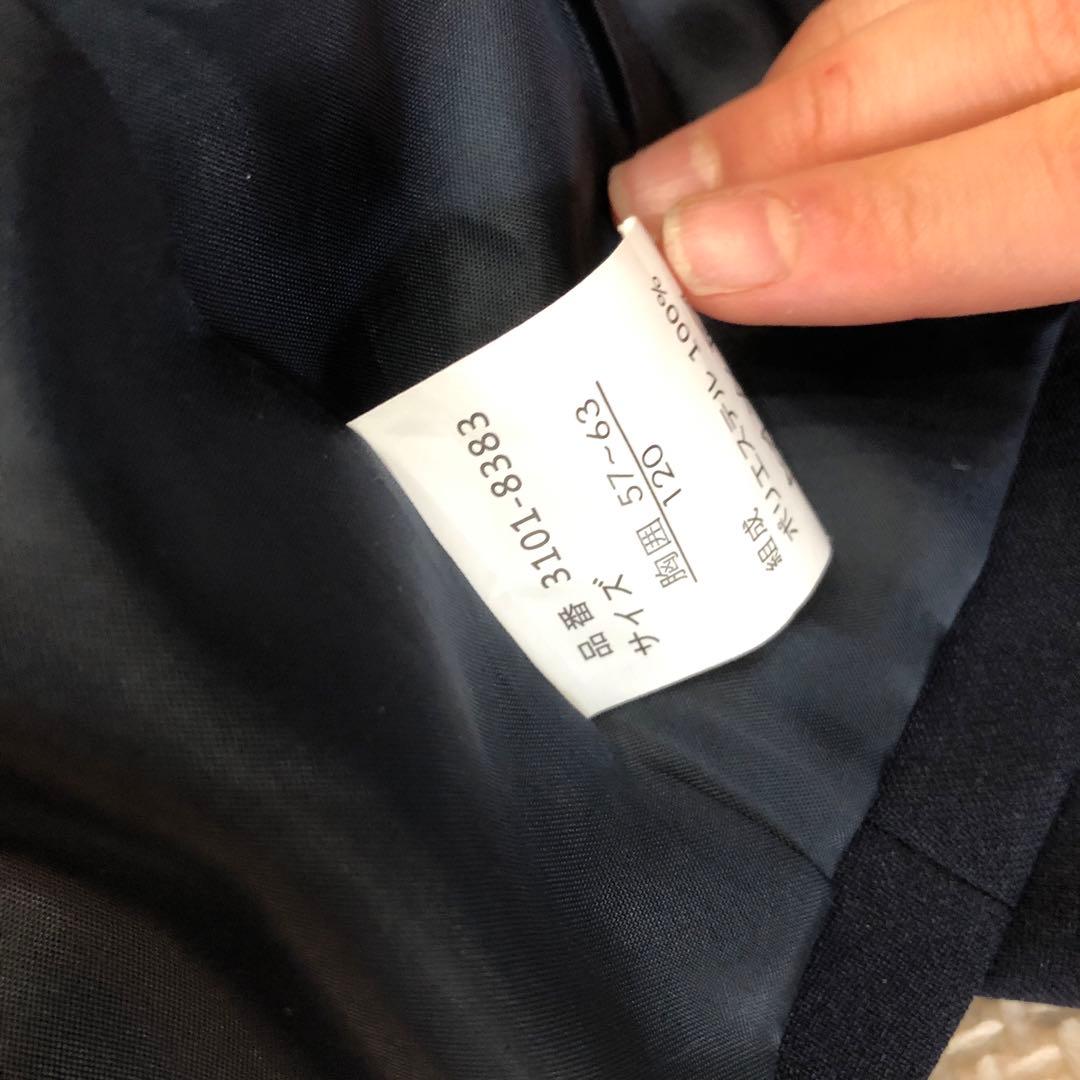 品番 3101-8383
サイズ
胸囲 57~63
120
組成
ポリエステル 100%